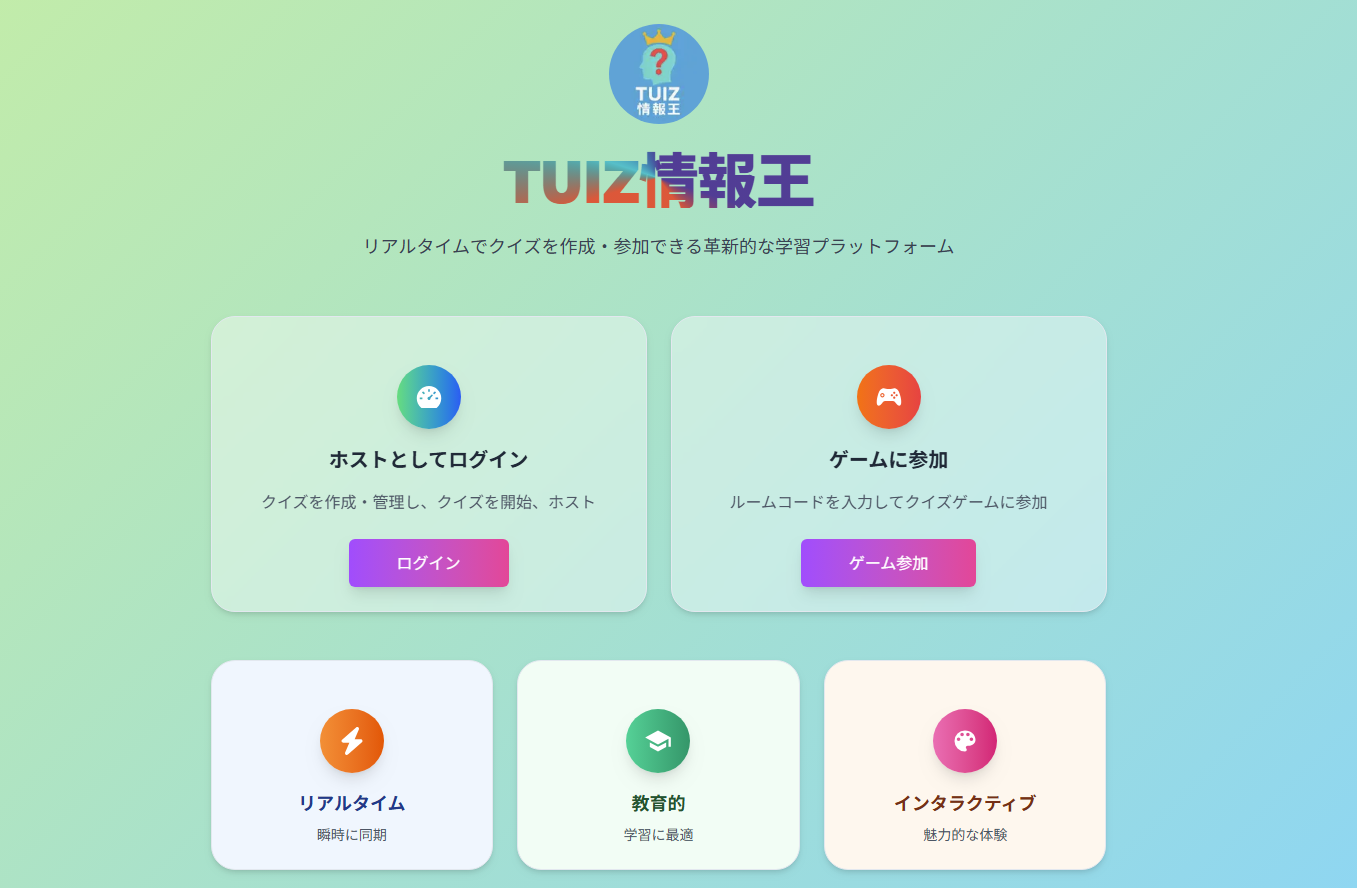 ?
TUIZ
情報王
TUIZ情報王
リアルタイムでクイズを作成・参加できる革新的な学習プラットフォーム
ホストとしてログイン
クイズを作成・管理し、クイズを開始、ホスト
ログイン
ゲームに参加
ルームコードを入力してクイズゲームに参加
ゲーム参加
リアルタイム
瞬時に同期
教育的
学習に最適
インタラクティブ
魅力的な体験